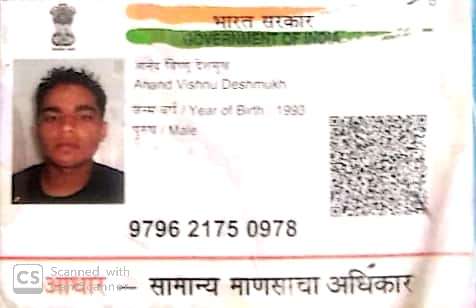 भारत सरकार
GOVERNMENT OF INDIA
आनंद विष्णु देशमुख
Anand Vishnu Deshmukh
जन्म वर्ष / Year of Birth : 1993
पुरुष / Male
9796 2175 0978
आधार — सामान्य माणसाचा अधिकार
CS Scanned with
CamScanner